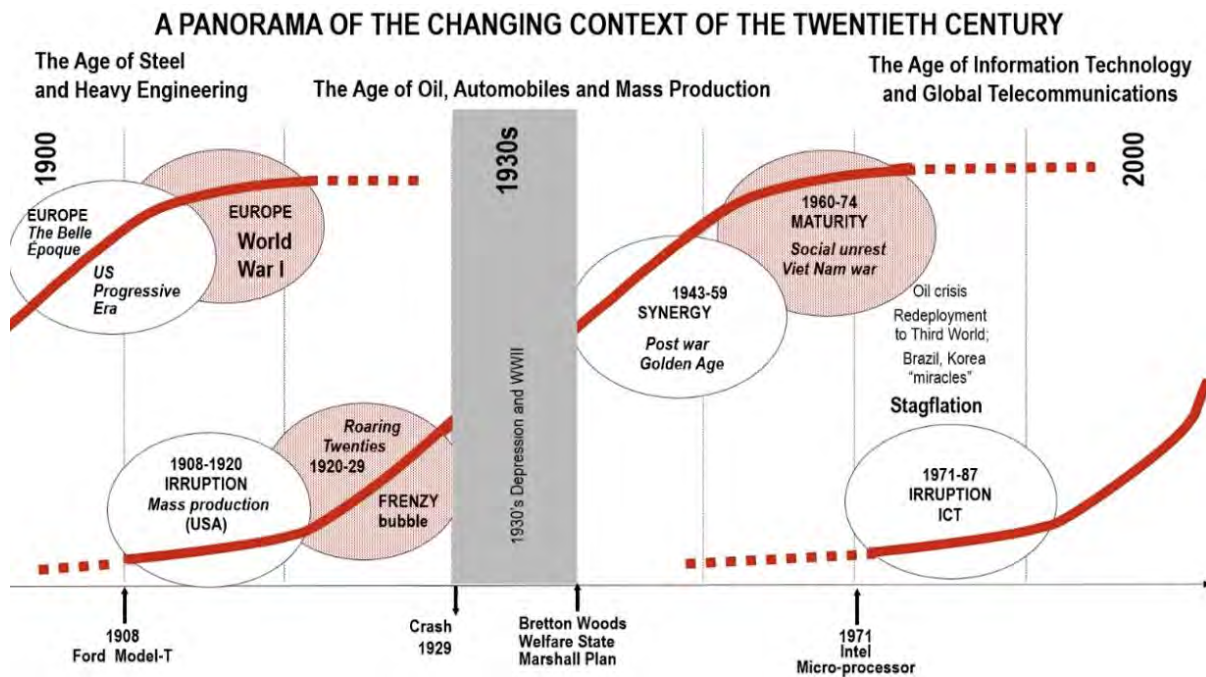 A PANORAMA OF THE CHANGING CONTEXT OF THE TWENTIETH CENTURY
The Age of Steel
and Heavy Engineering
The Age of Oil, Automobiles and Mass Production
The Age of Information Technology
and Global Telecommunications
1900
1930s
2000
EUROPE
The Belle
Époque
US
Progressive
Era
EUROPE
World
War I
1908-1920
IRRUPTION
Mass production
(USA)
Roaring
Twenties
1920-29
FRENZY
bubble
1930's Depression and WWII
1943-59
SYNERGY
Post war
Golden Age
1960-74
MATURITY
Social unrest
Viet Nam war
Oil crisis
Redeployment
to Third World;
Brazil, Korea
“miracles”
Stagflation
1971-87
IRRUPTION
ICT
1908
Ford Model-T
Crash
1929
Bretton Woods
Welfare State
Marshall Plan
1971
Intel
Micro-processor